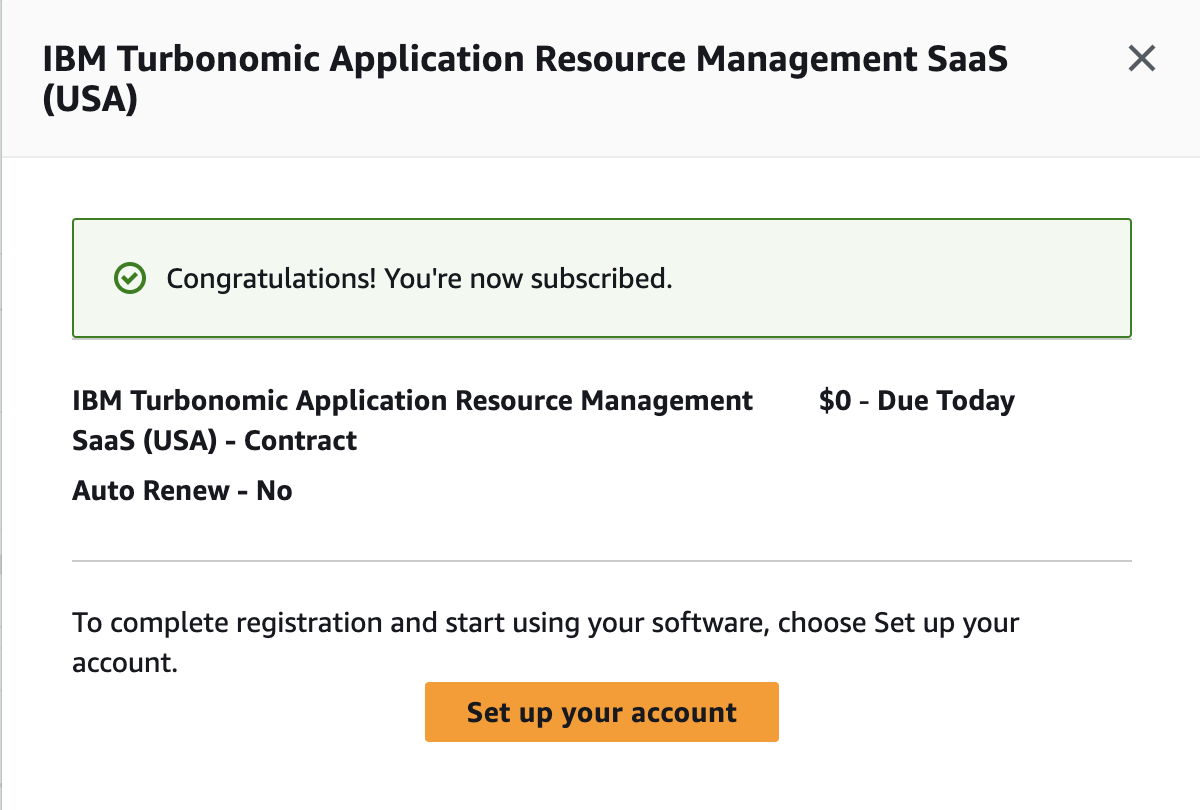 IBM Turbonomic Application Resource Management SaaS
(USA)
Congratulations! You're now subscribed.
IBM Turbonomic Application Resource Management
SaaS (USA) - Contract
$0 - Due Today
Auto Renew - No
To complete registration and start using your software, choose Set up your
account.
Set up your account